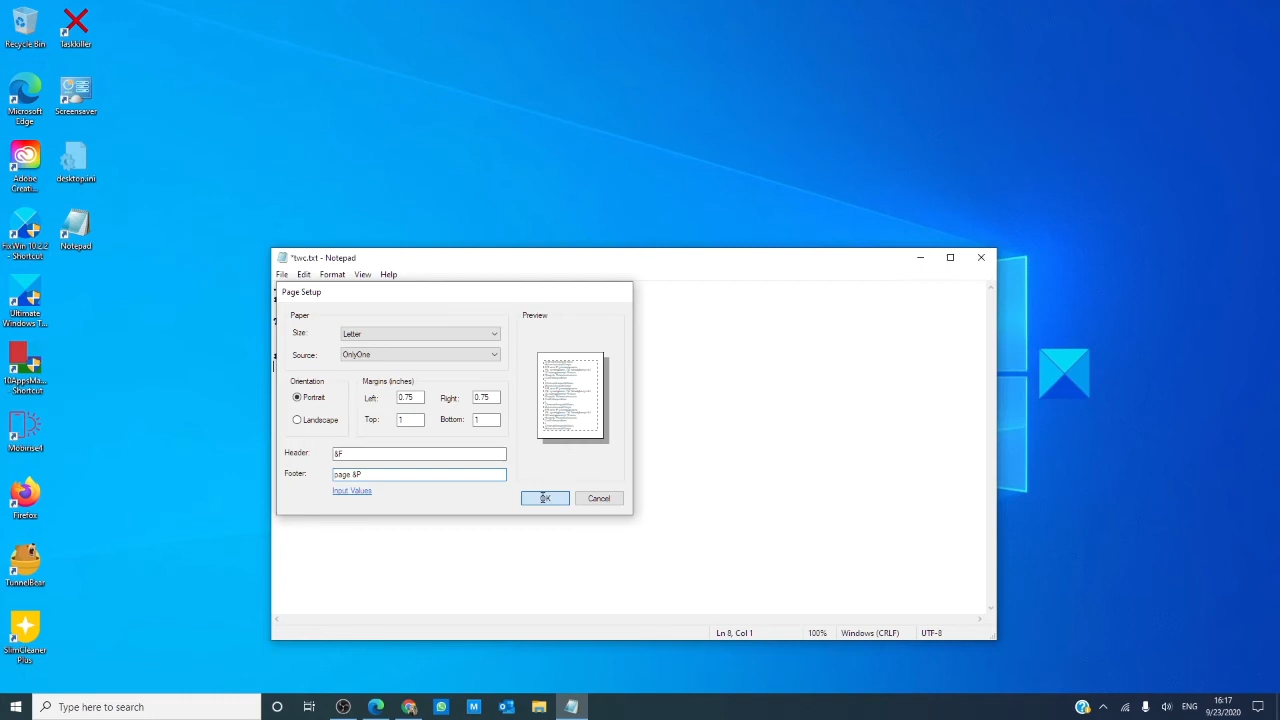 Recycle Bin
Taskkiller
Microsoft
Edge
Screensaver
Adobe
Creati...
desktop.ini
FixWin 10.2.2
- Shortcut
Notepad
Ultimate
Windows T...
10AppsMa...
- Shortcut
Mobirise4
Firefox
TunnelBear
SlimCleaner
Plus
*twc.txt - Notepad
File Edit Format View Help
Page Setup
Paper
Size: Letter
Source: OnlyOne
Preview
Orientation
Portrait
Landscape
Margins (inches)
Left: 0.75 Right: 0.75
Top: 1 Bottom: 1
Header: &F
Footer: page &P
Input Values
OK Cancel
Ln 8, Col 1 100% Windows (CRLF) UTF-8
Type here to search
ENG
16:17
9/23/2020